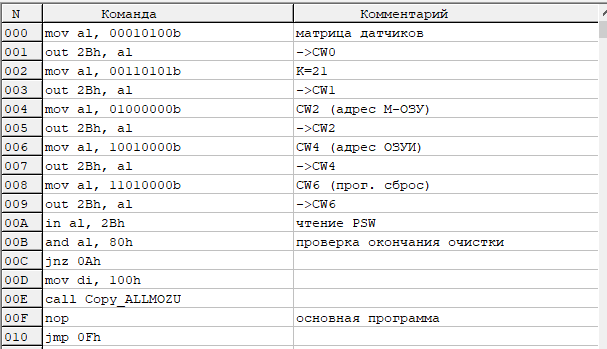 N Команда Комментарий
000 mov al, 00010100b матрица датчиков
001 out 2Bh, al ->CW0
002 mov al, 00110101b K=21
003 out 2Bh, al ->CW1
004 mov al, 01000000b CW2 (адрес М-ОЗУ)
005 out 2Bh, al ->CW2
006 mov al, 10010000b CW4 (адрес ОЗУИ)
007 out 2Bh, al ->CW4
008 mov al, 11010000b CW6 (прог. сброс)
009 out 2Bh, al ->CW6
00A in al, 2Bh чтение PSW
00B and al, 80h проверка окончания очистки
00C jnz 0Ah
00D mov di, 100h
00E call Copy_ALLMOZU
00F nop основная программа
010 jmp 0Fh